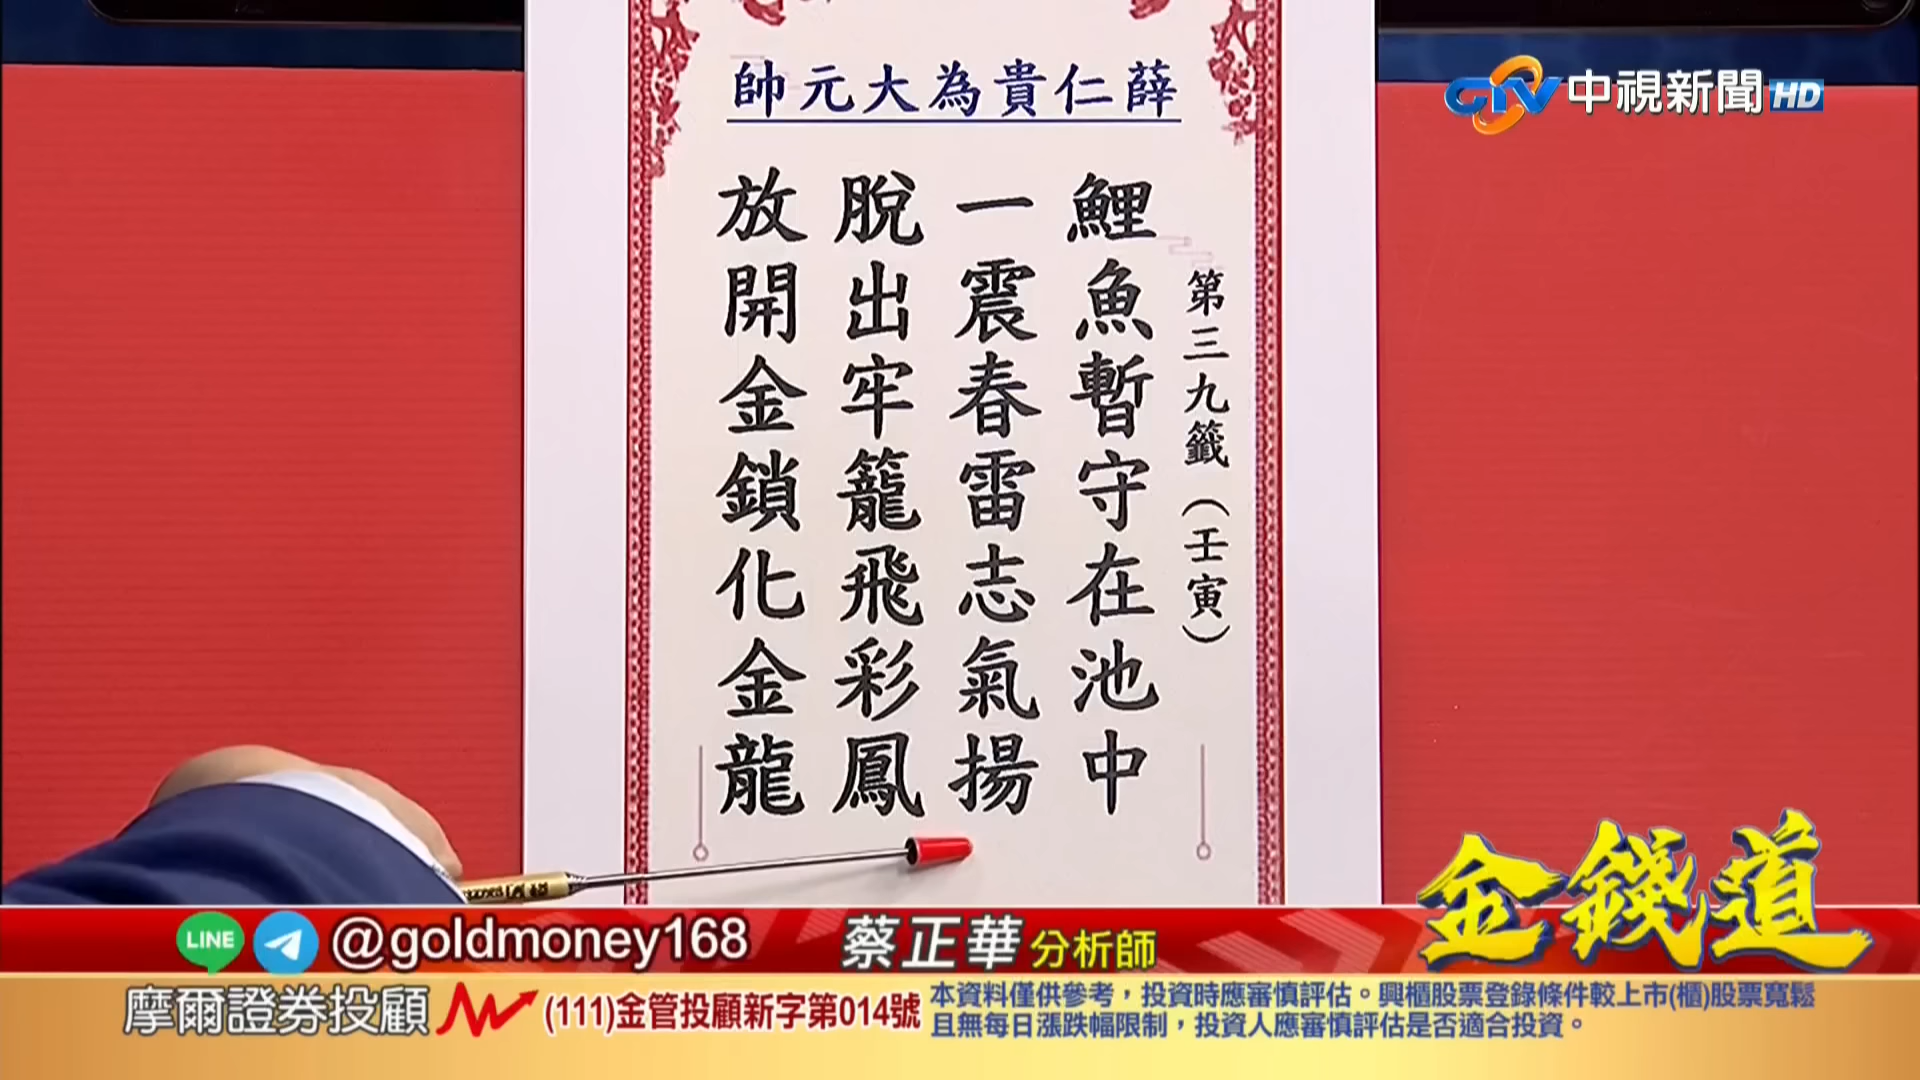 中視新聞HD
帥元大為貴仁薛
第三九籤(壬寅)
鯉魚暫守在池中
一震春雷志氣揚
脫出牢籠飛彩鳳
放開金鎖化金龍
金錢道
LINE @goldmoney168
蔡正華 分析師
摩爾證券投顧
(111)金管投顧新字第014號
本資料僅供參考，投資時應審慎評估。興櫃股票登錄條件較上市(櫃)股票寬鬆
且無每日漲跌幅限制，投資人應審慎評估是否適合投資。